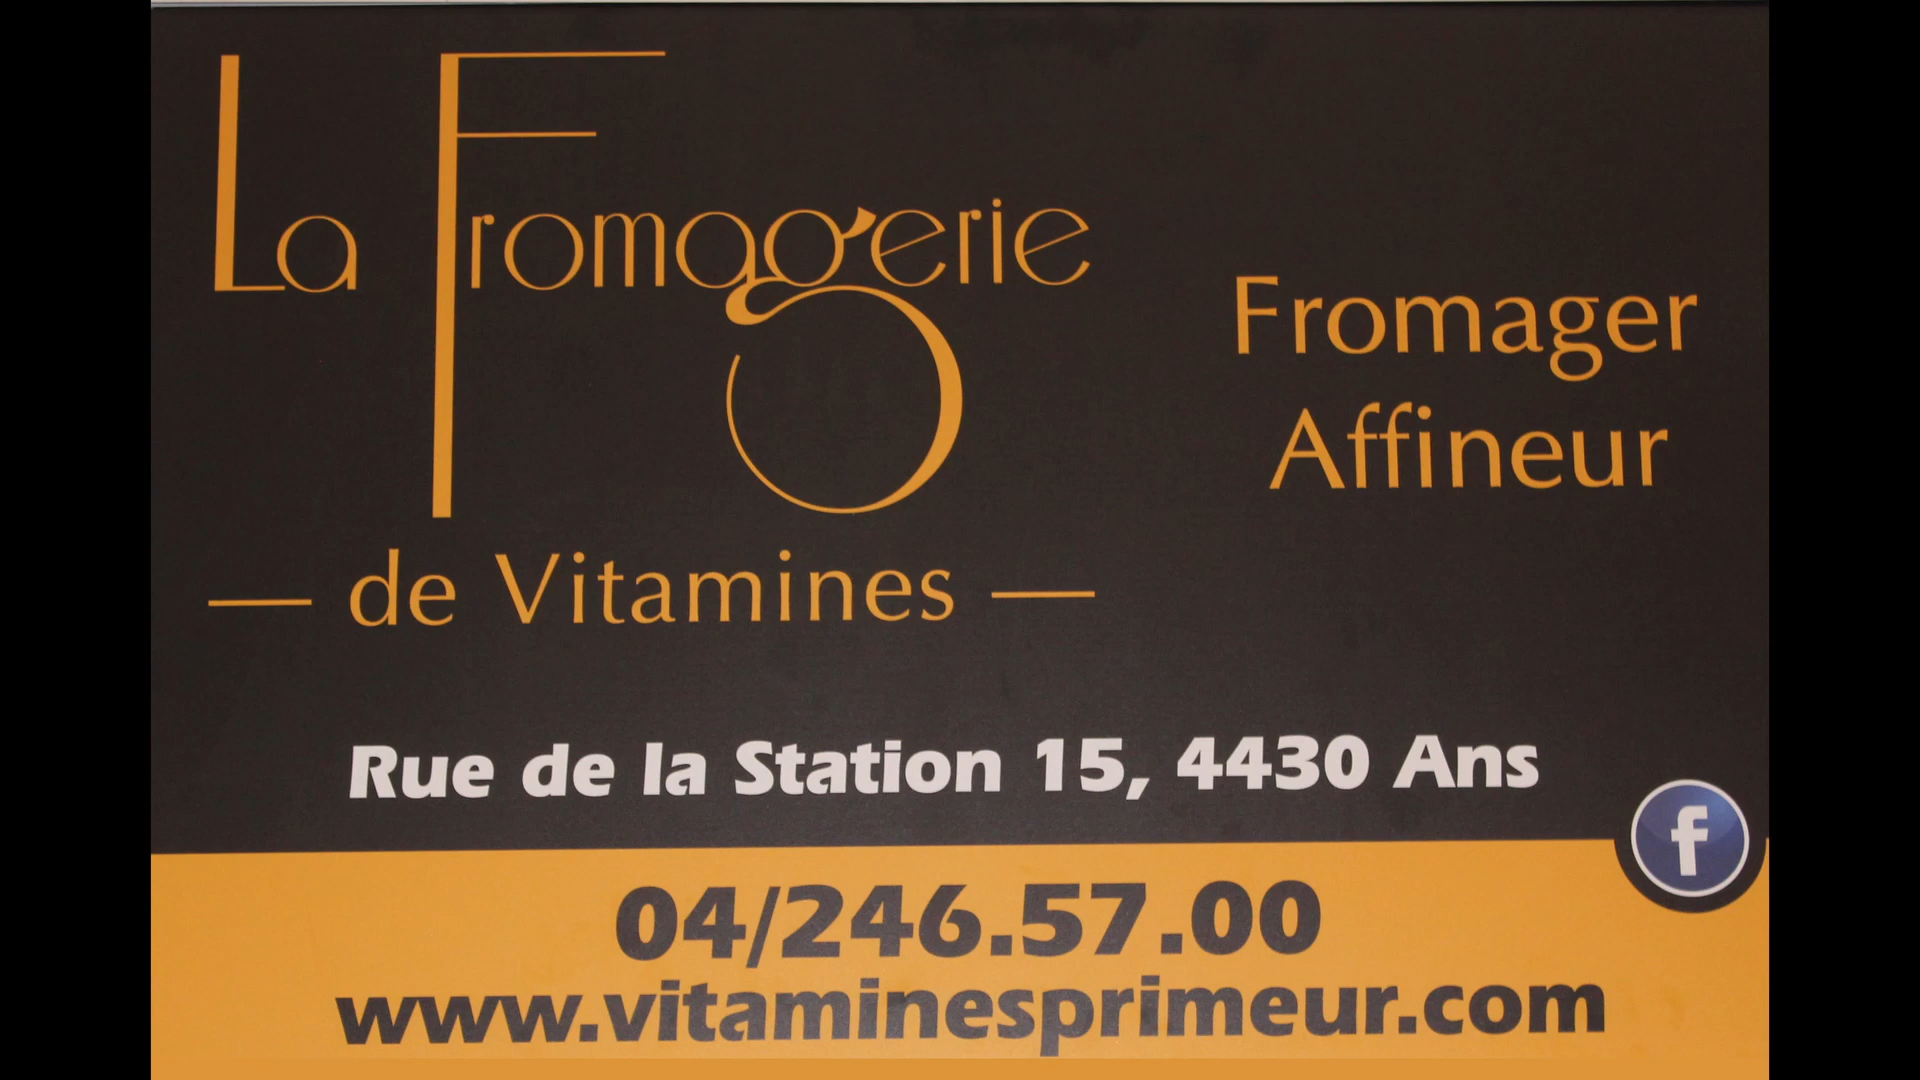 La Fromagerie
de Vitamines
Fromager
Affineur
Rue de la Station 15, 4430 Ans
f
04/246.57.00
www.vitaminesprimeur.com